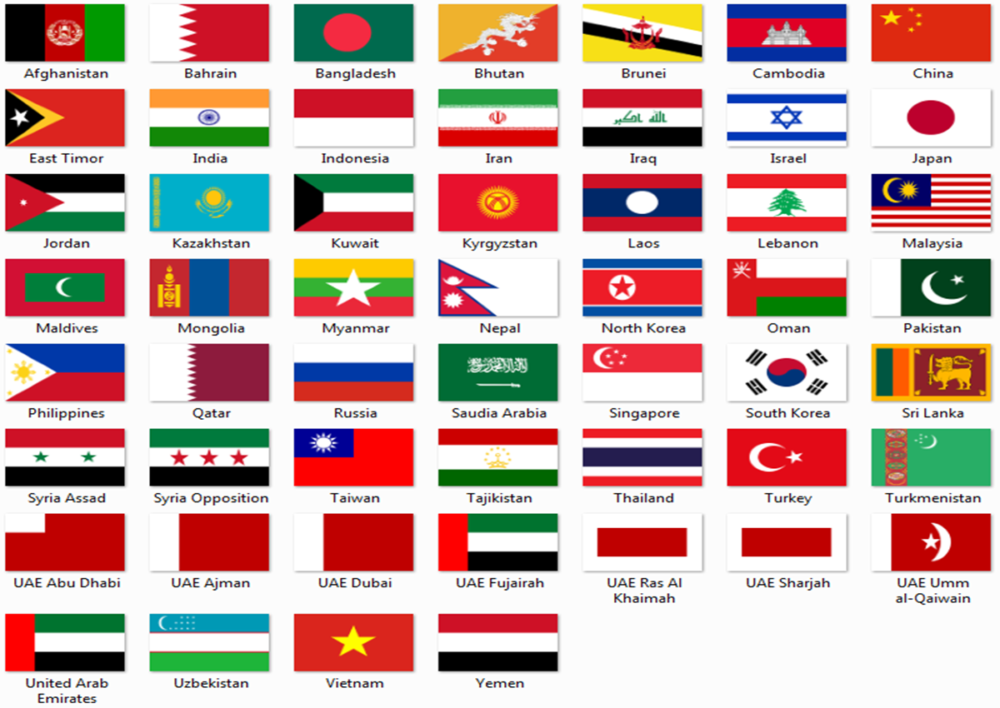 Afghanistan
Bahrain
Bangladesh
Bhutan
Brunei
Cambodia
China
East Timor
India
Indonesia
Iran
الله اكبر
Iraq
Israel
Japan
Jordan
Kazakhstan
Kuwait
Kyrgyzstan
Laos
Lebanon
Malaysia
Maldives
Mongolia
Myanmar
Nepal
North Korea
Oman
Pakistan
Philippines
Qatar
Russia
Saudia Arabia
Singapore
South Korea
Sri Lanka
Syria Assad
Syria Opposition
Taiwan
Tajikistan
Thailand
Turkey
Turkmenistan
UAE Abu Dhabi
UAE Ajman
UAE Dubai
UAE Fujairah
UAE Ras Al
Khaimah
UAE Sharjah
UAE Umm
al-Qaiwain
United Arab
Emirates
Uzbekistan
Vietnam
Yemen